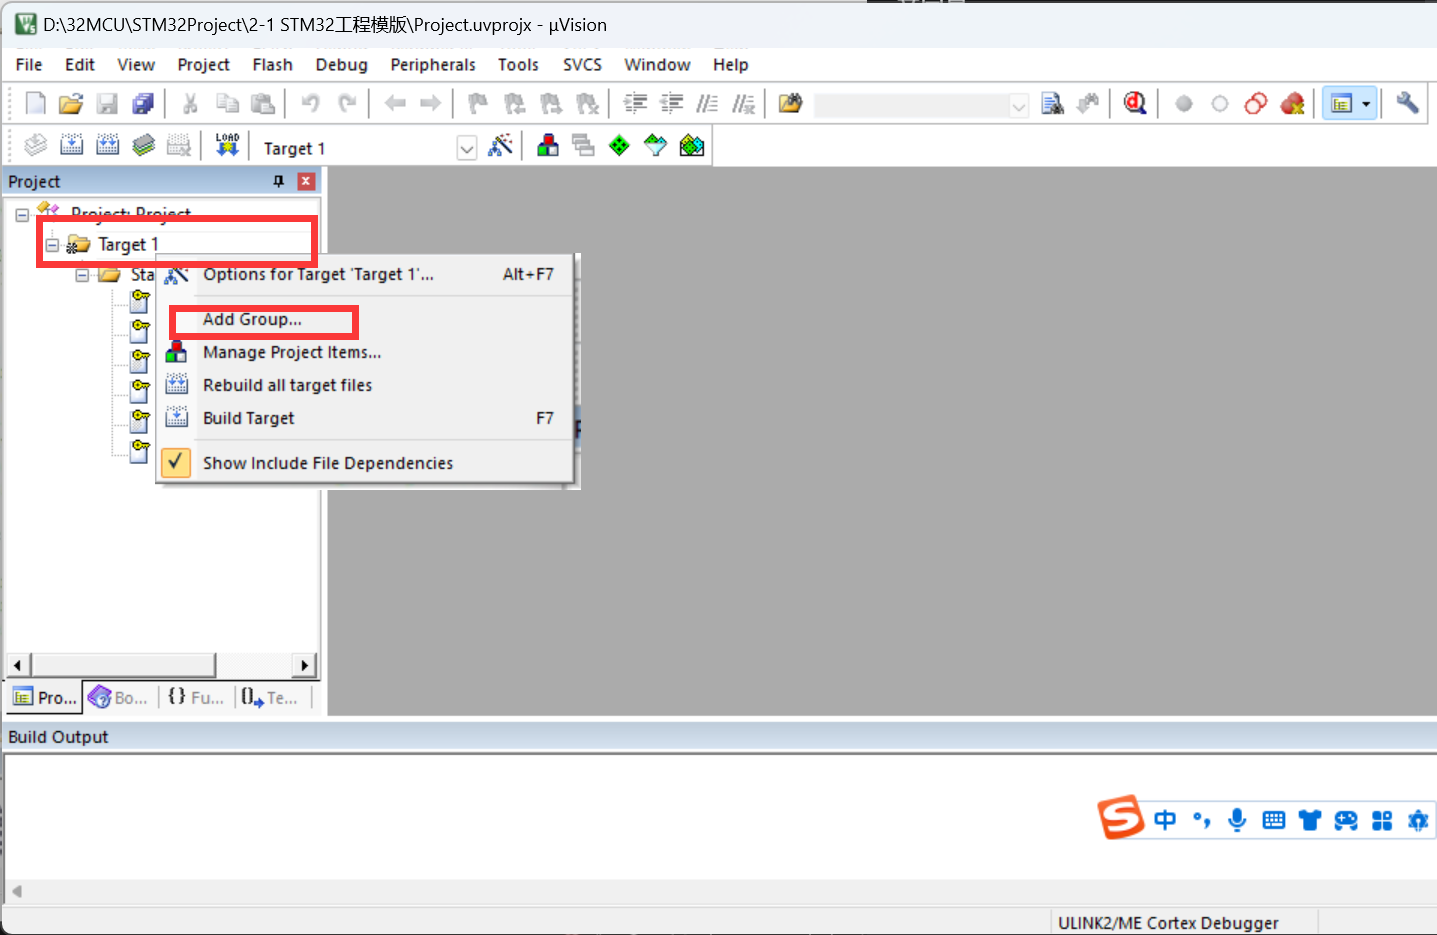 D:\32MCU\STM32Project\2-1 STM32工程模版\Project.uvprojx - µVision
File Edit View Project Flash Debug Peripherals Tools SVCS Window Help
LOAD Target 1
Project
Project: Project
Target 1
Sta
Options for Target 'Target 1'... Alt+F7
Add Group...
Manage Project Items...
Rebuild all target files
Build Target F7
Show Include File Dependencies
Pro... Bo... {} Fu... Te...
Build Output
中
ULINK2/ME Cortex Debugger